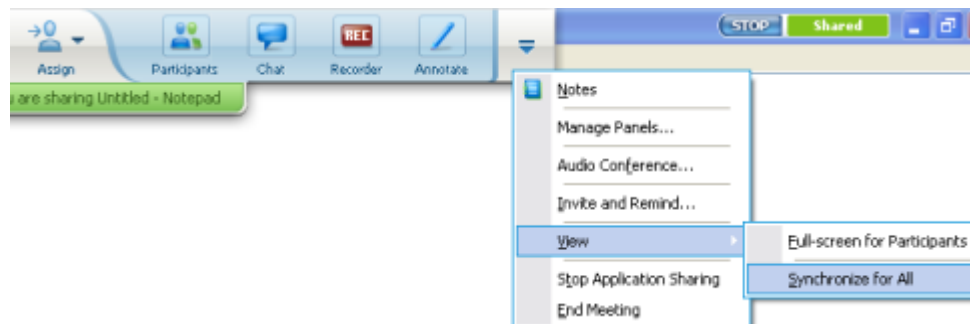 STOP Shared
REC
Assign Participants Chat Recorder Annotate
u are sharing Untitled - Notepad
Notes
Manage Panels...
Audio Conference...
Invite and Remind...
View
Full-screen for Participants
Synchronize for All
Stop Application Sharing
End Meeting